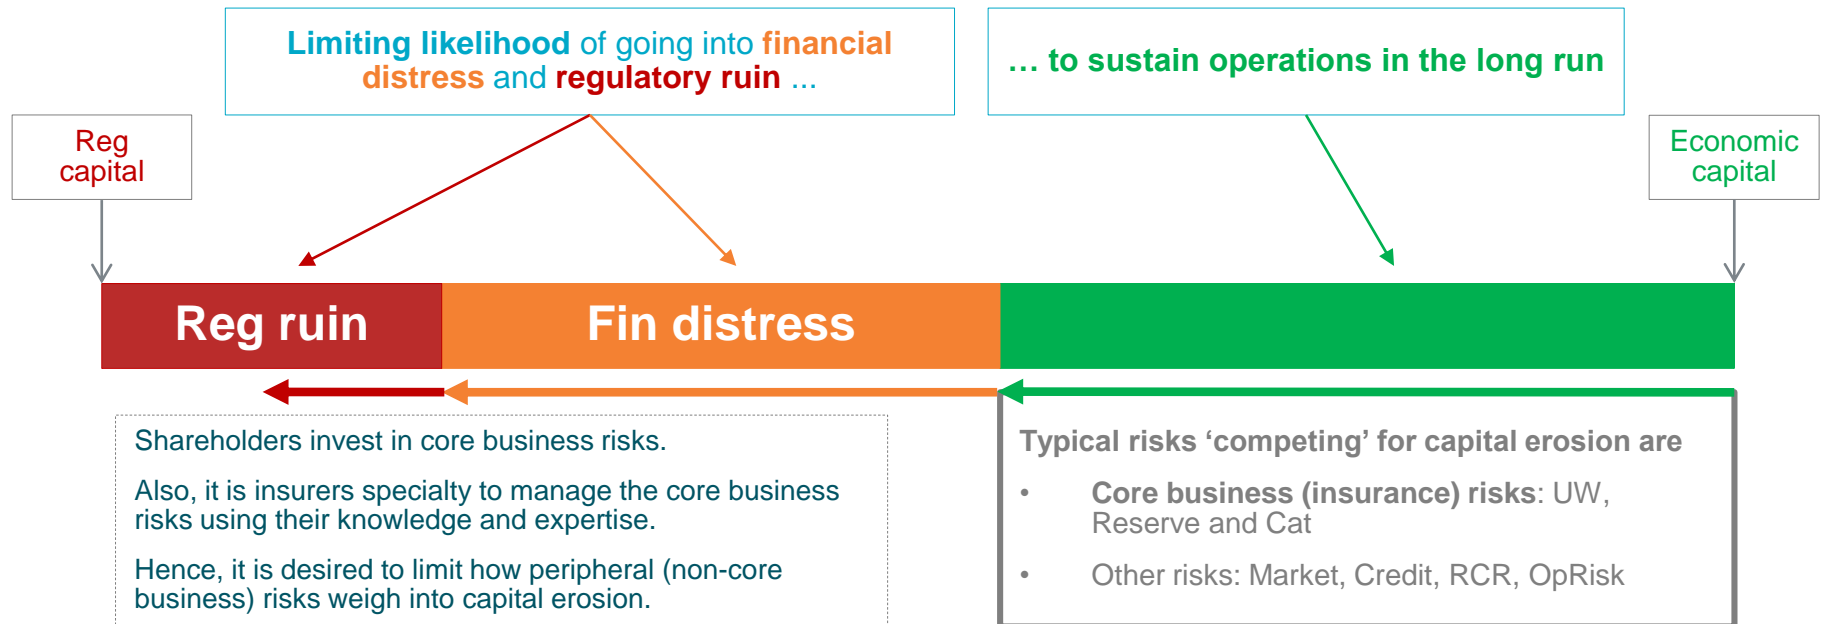 Limiting likelihood of going into financial
distress and regulatory ruin ...
... to sustain operations in the long run
Reg
capital
Economic
capital
Reg ruin
Fin distress
Shareholders invest in core business risks.
Also, it is insurers specialty to manage the core business
risks using their knowledge and expertise.
Hence, it is desired to limit how peripheral (non-core
business) risks weigh into capital erosion.
Typical risks ‘competing’ for capital erosion are
• Core business (insurance) risks: UW,
Reserve and Cat
• Other risks: Market, Credit, RCR, OpRisk